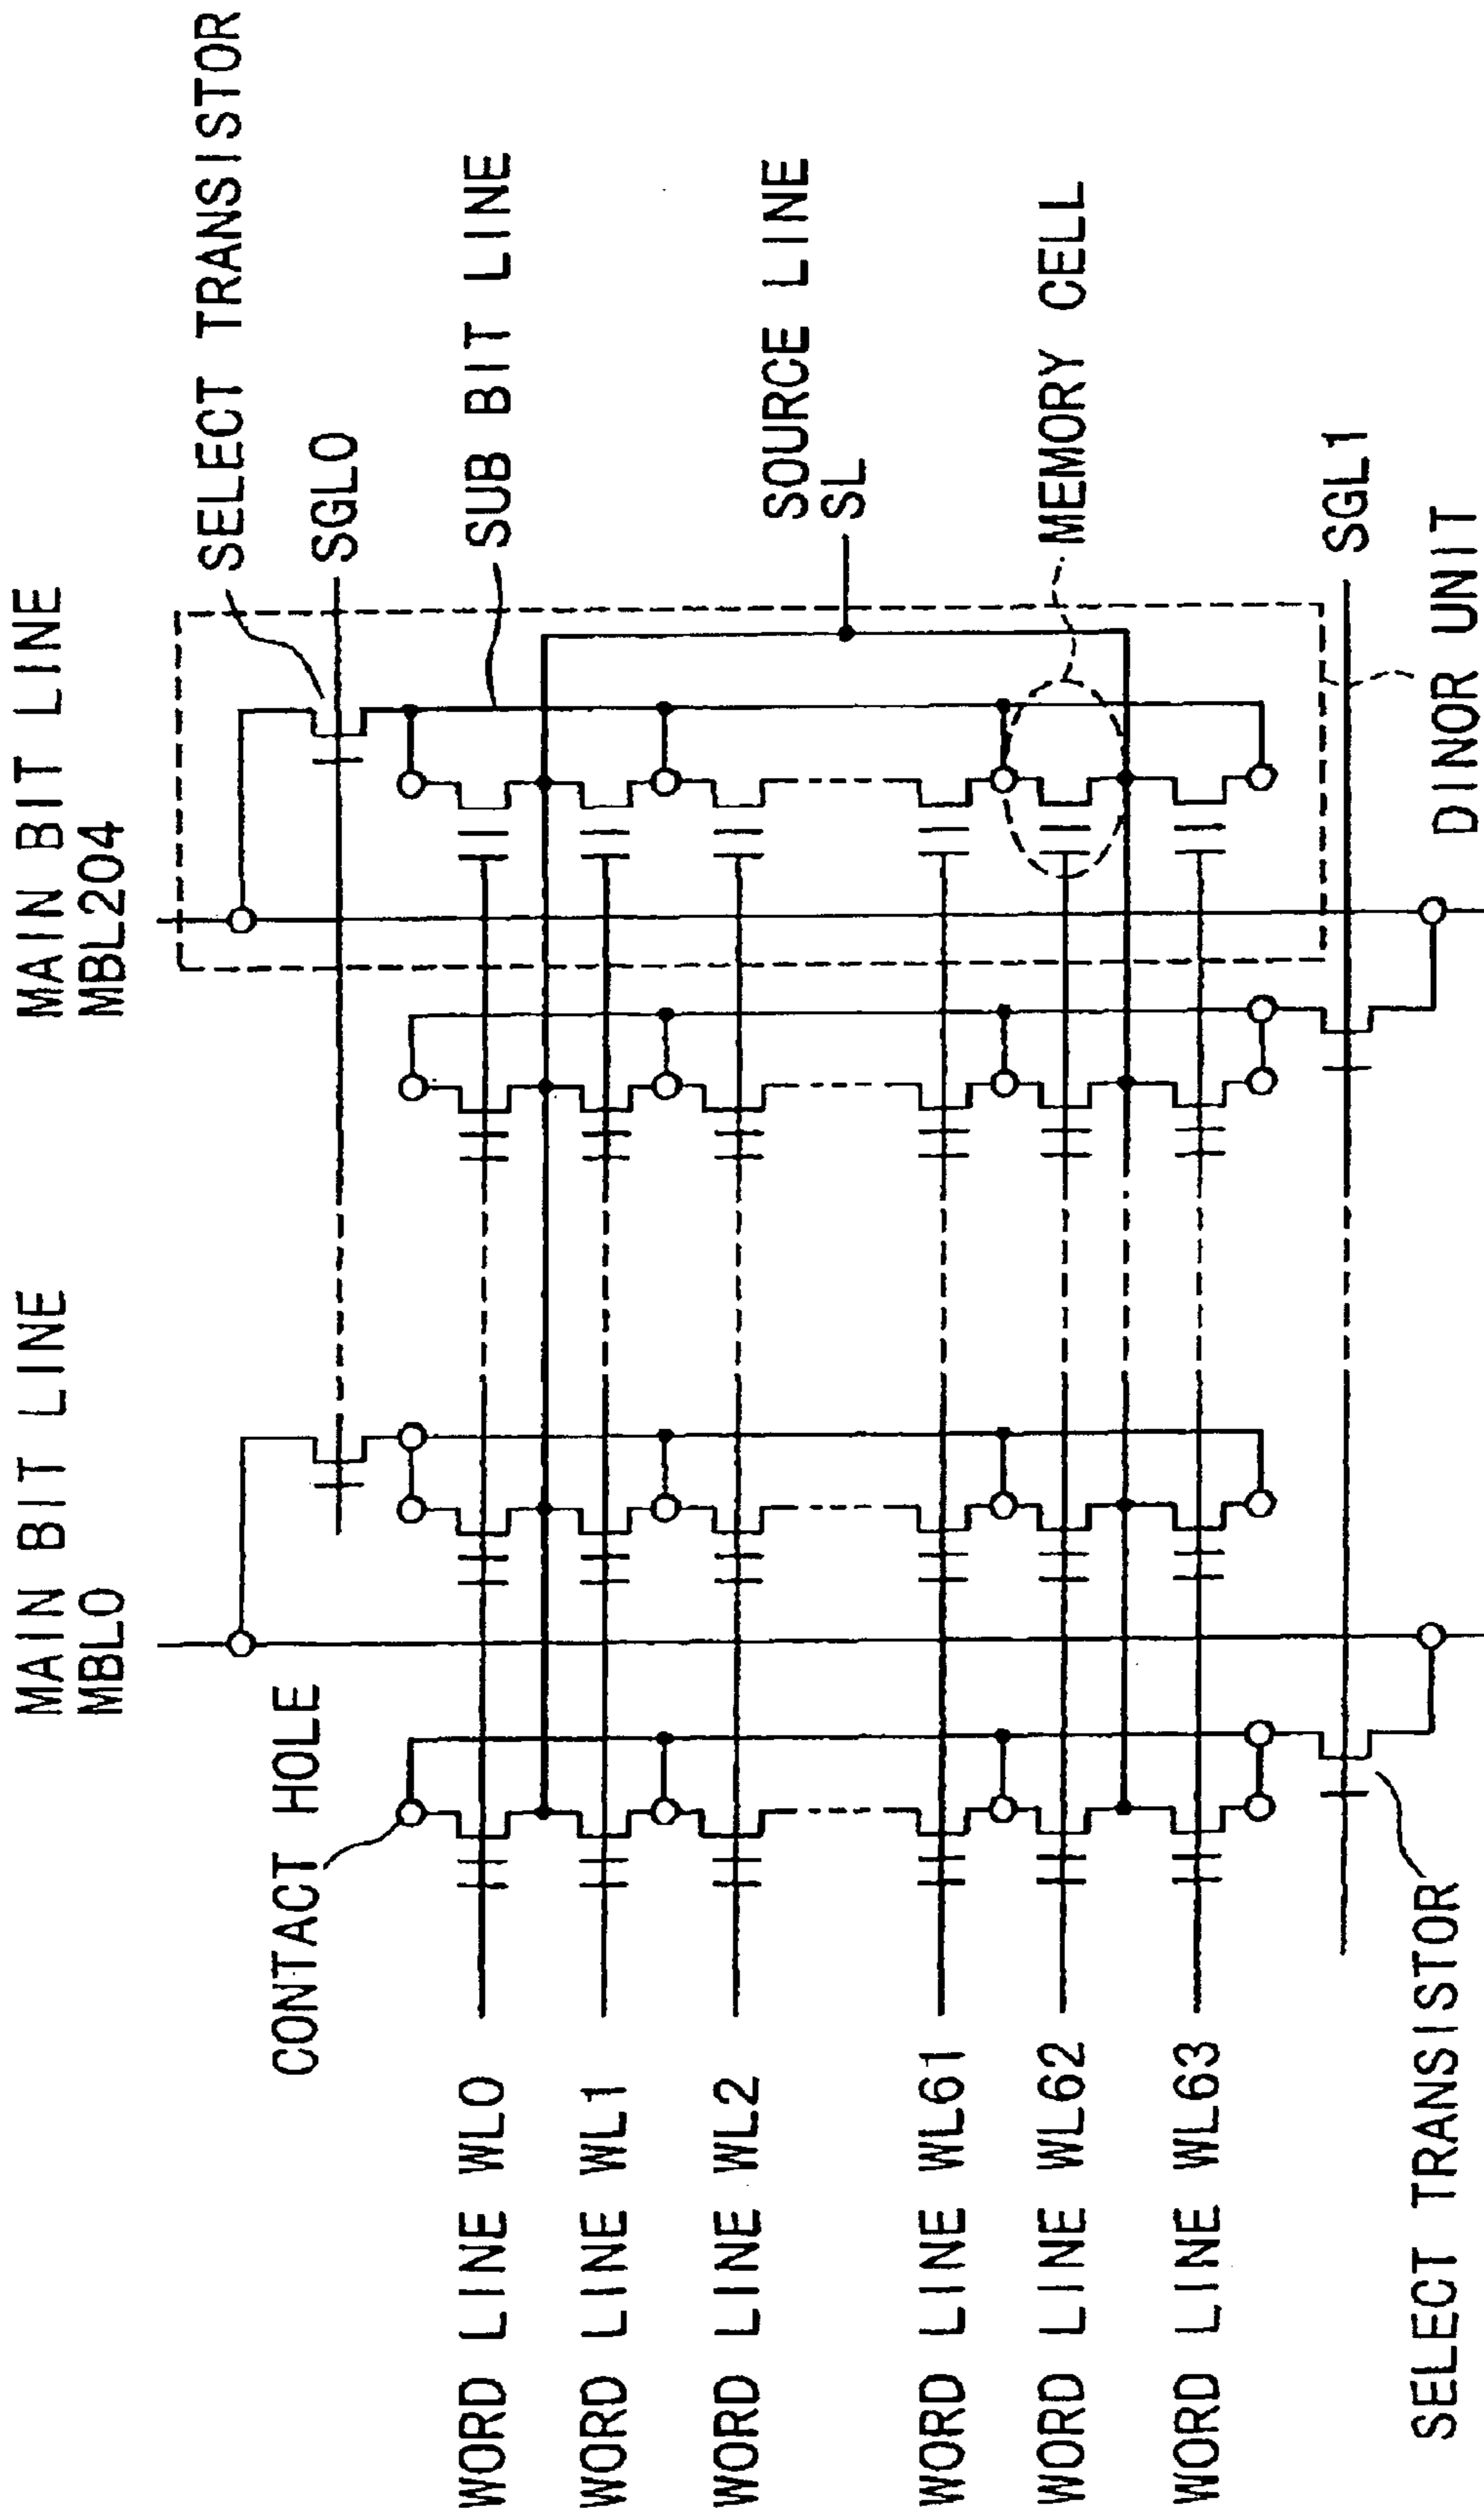 MAIN BIT LINE
MBL0
MAIN BIT LINE
MBL204
SELECT TRANSISTOR
CONTACT HOLE
SGL0
WORD LINE WL0
SUB BIT LINE
WORD LINE WL1
WORD LINE WL2
SOURCE LINE
SL
WORD LINE WL61
WORD LINE WL62
MEMORY CELL
WORD LINE WL63
SGL1
SELECT TRANSISTOR
DINOR UNIT